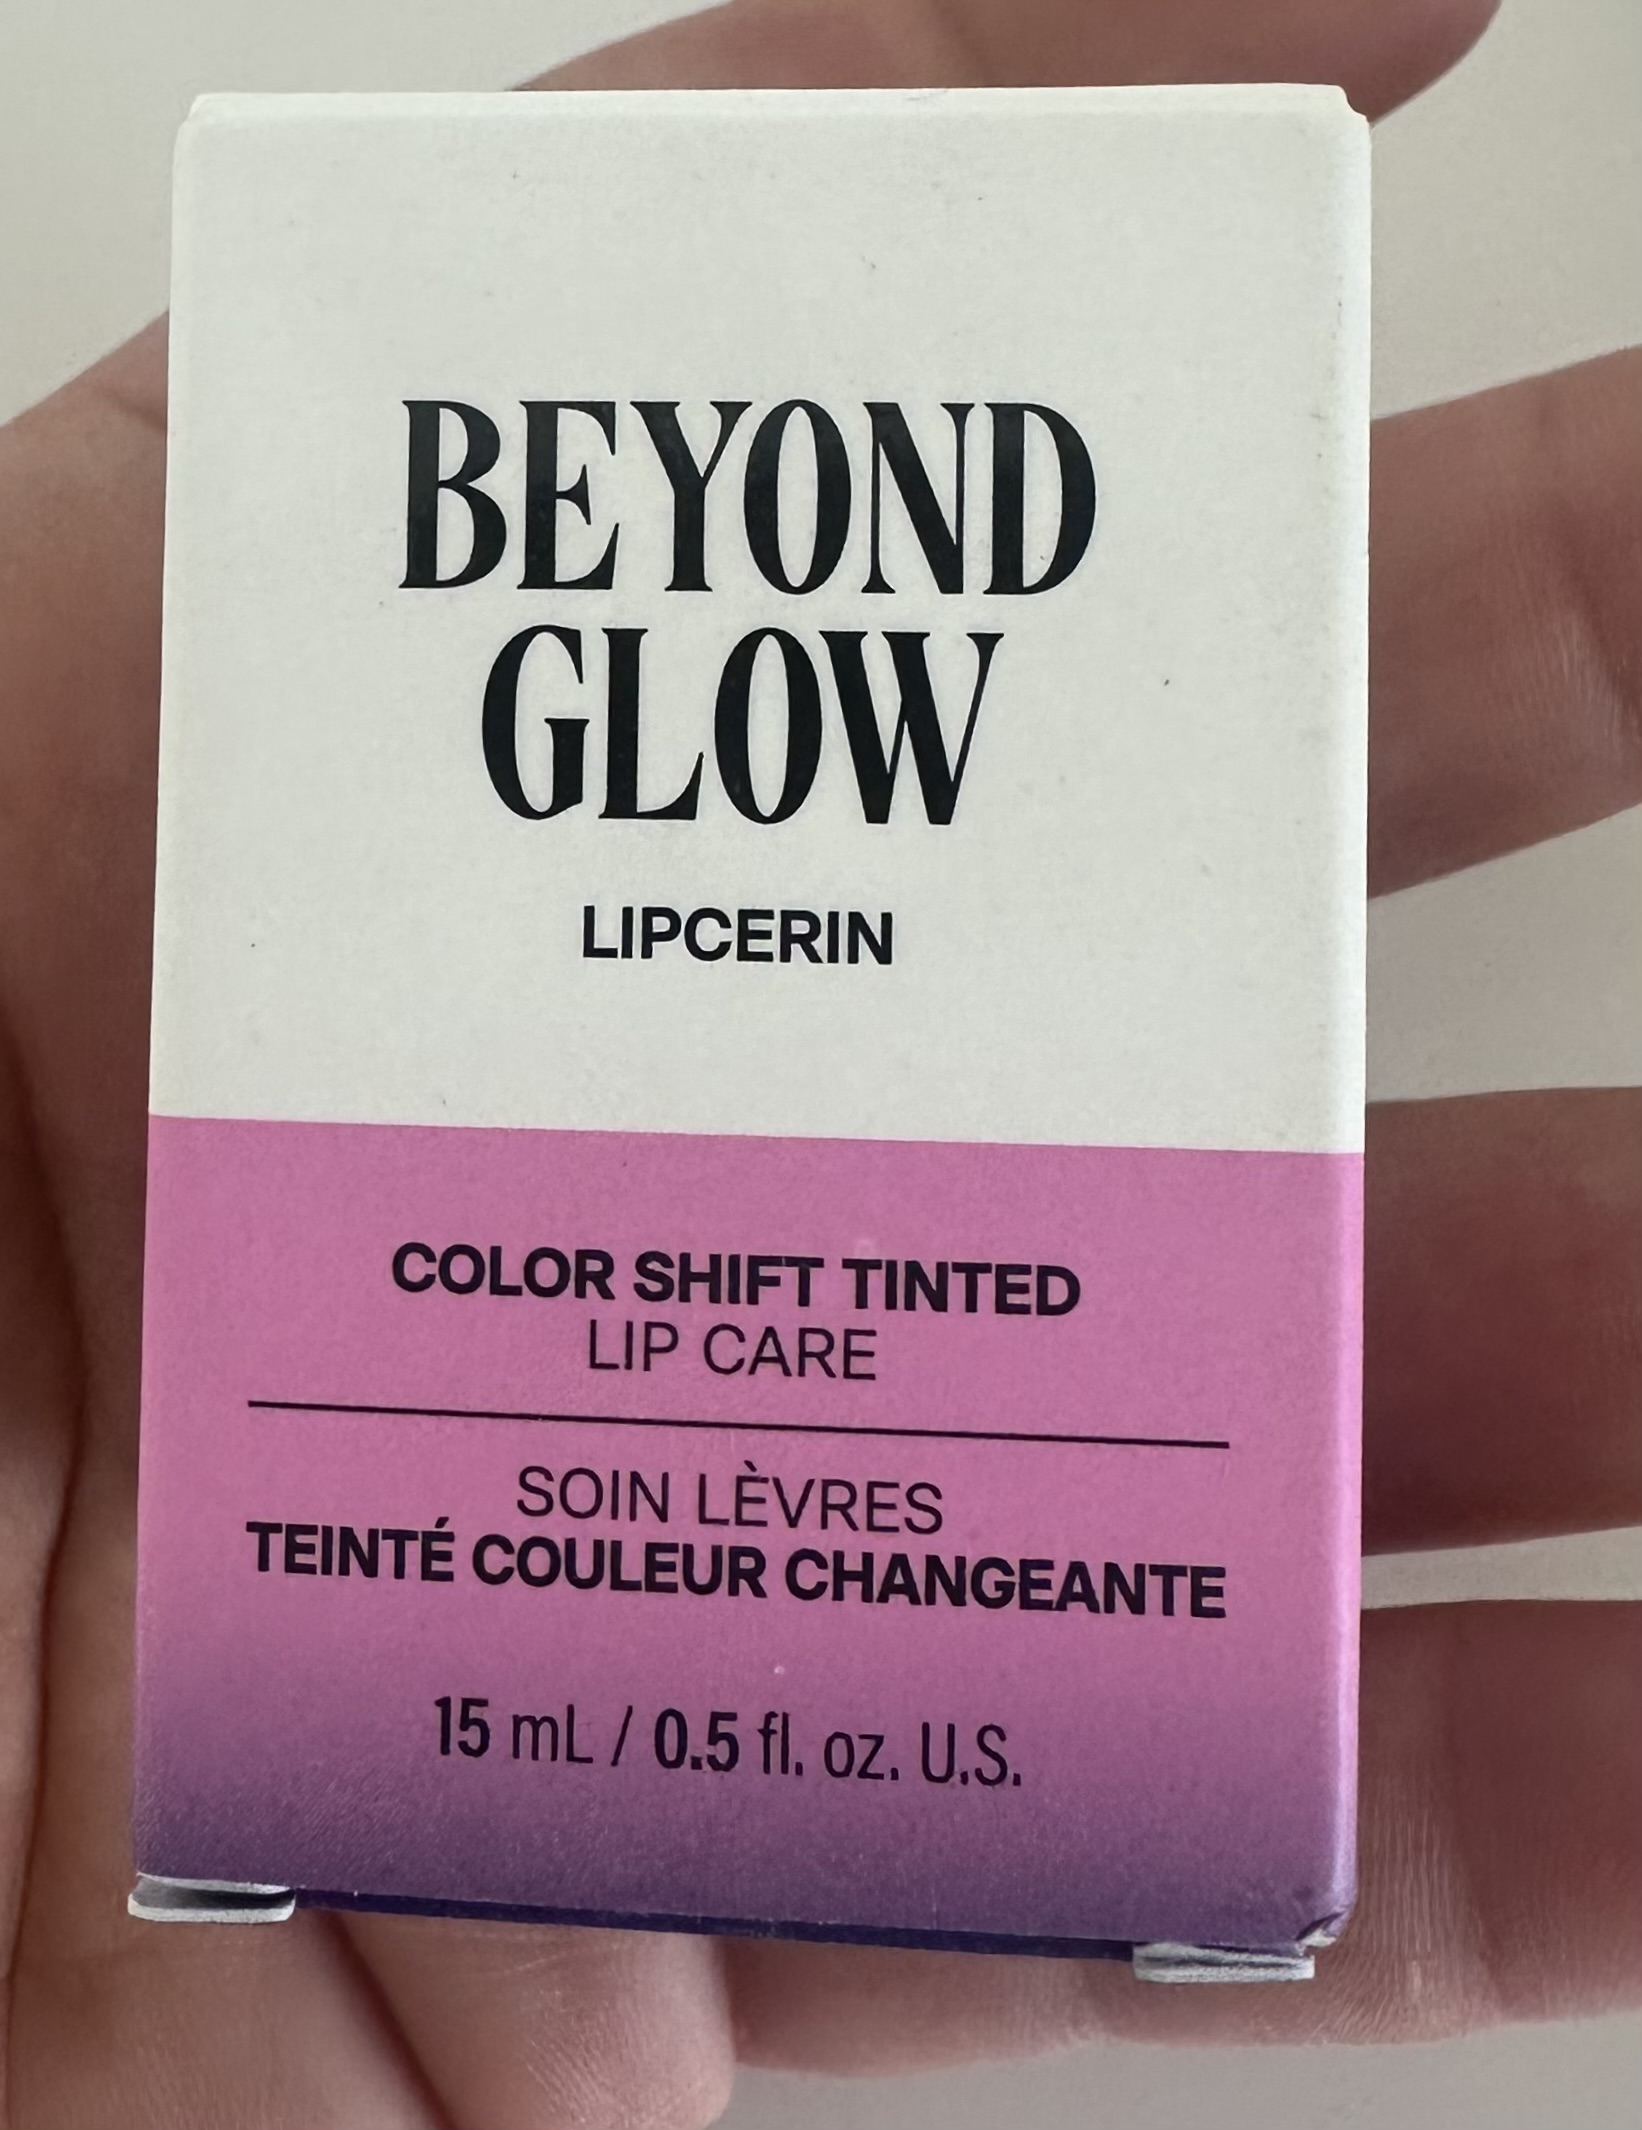 BEYOND
GLOW
LIPCERIN
COLOR SHIFT TINTED
LIP CARE
SOIN LÈVRES
TEINTÉ COULEUR CHANGEANTE
15 mL / 0.5 fl. oz. U.S.